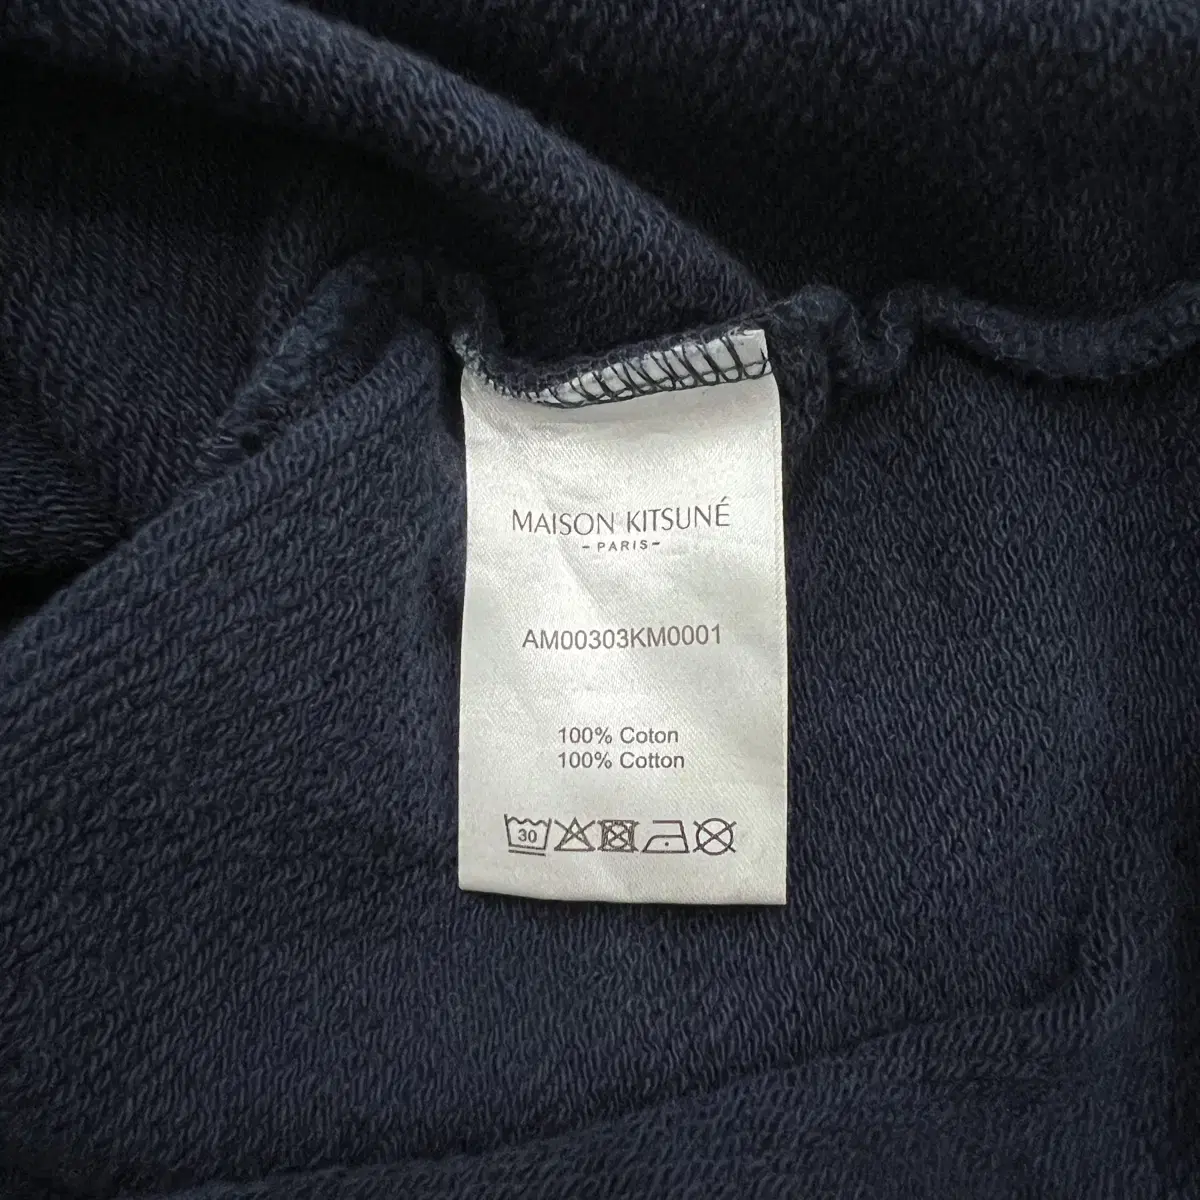 MAISON KITSUNÉ
- PARIS -
AM00303KM0001
100% Coton
100% Cotton
30